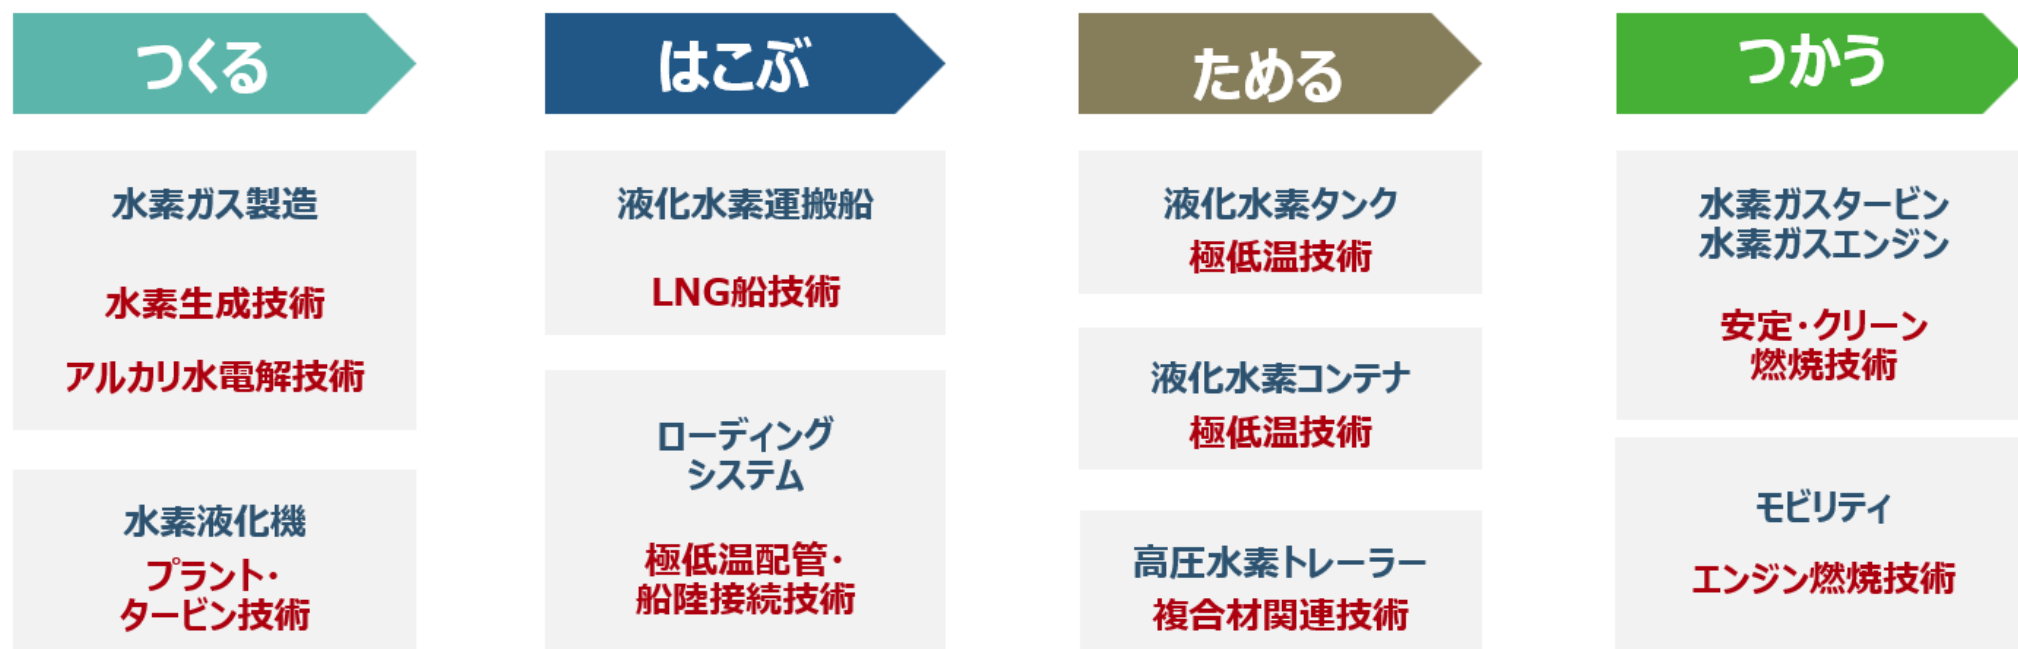 つくる
水素ガス製造
水素生成技術
アルカリ水電解技術
水素液化機
プラント・
タービン技術
はこぶ
液化水素運搬船
LNG船技術
ローディング
システム
極低温配管・
船陸接続技術
ためる
液化水素タンク
極低温技術
液化水素コンテナ
極低温技術
高圧水素トレーラー
複合材関連技術
つかう
水素ガスタービン
水素ガスエンジン
安定・クリーン
燃焼技術
モビリティ
エンジン燃焼技術